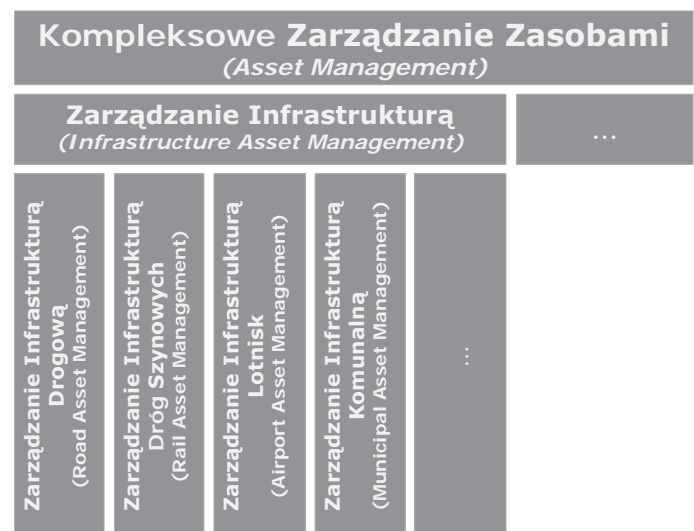 Kompleksowe Zarządzanie Zasobami
(Asset Management)
Zarządzanie Infrastrukturą
(Infrastructure Asset Management)
...
Zarządzanie Infrastrukturą
Drogową
(Road Asset Management)
Zarządzanie Infrastrukturą
Dróg Szynowych
(Rail Asset Management)
Zarządzanie Infrastrukturą
Lotnisk
(Airport Asset Management)
Zarządzanie Infrastrukturą
Komunalną
(Municipal Asset Management)
...